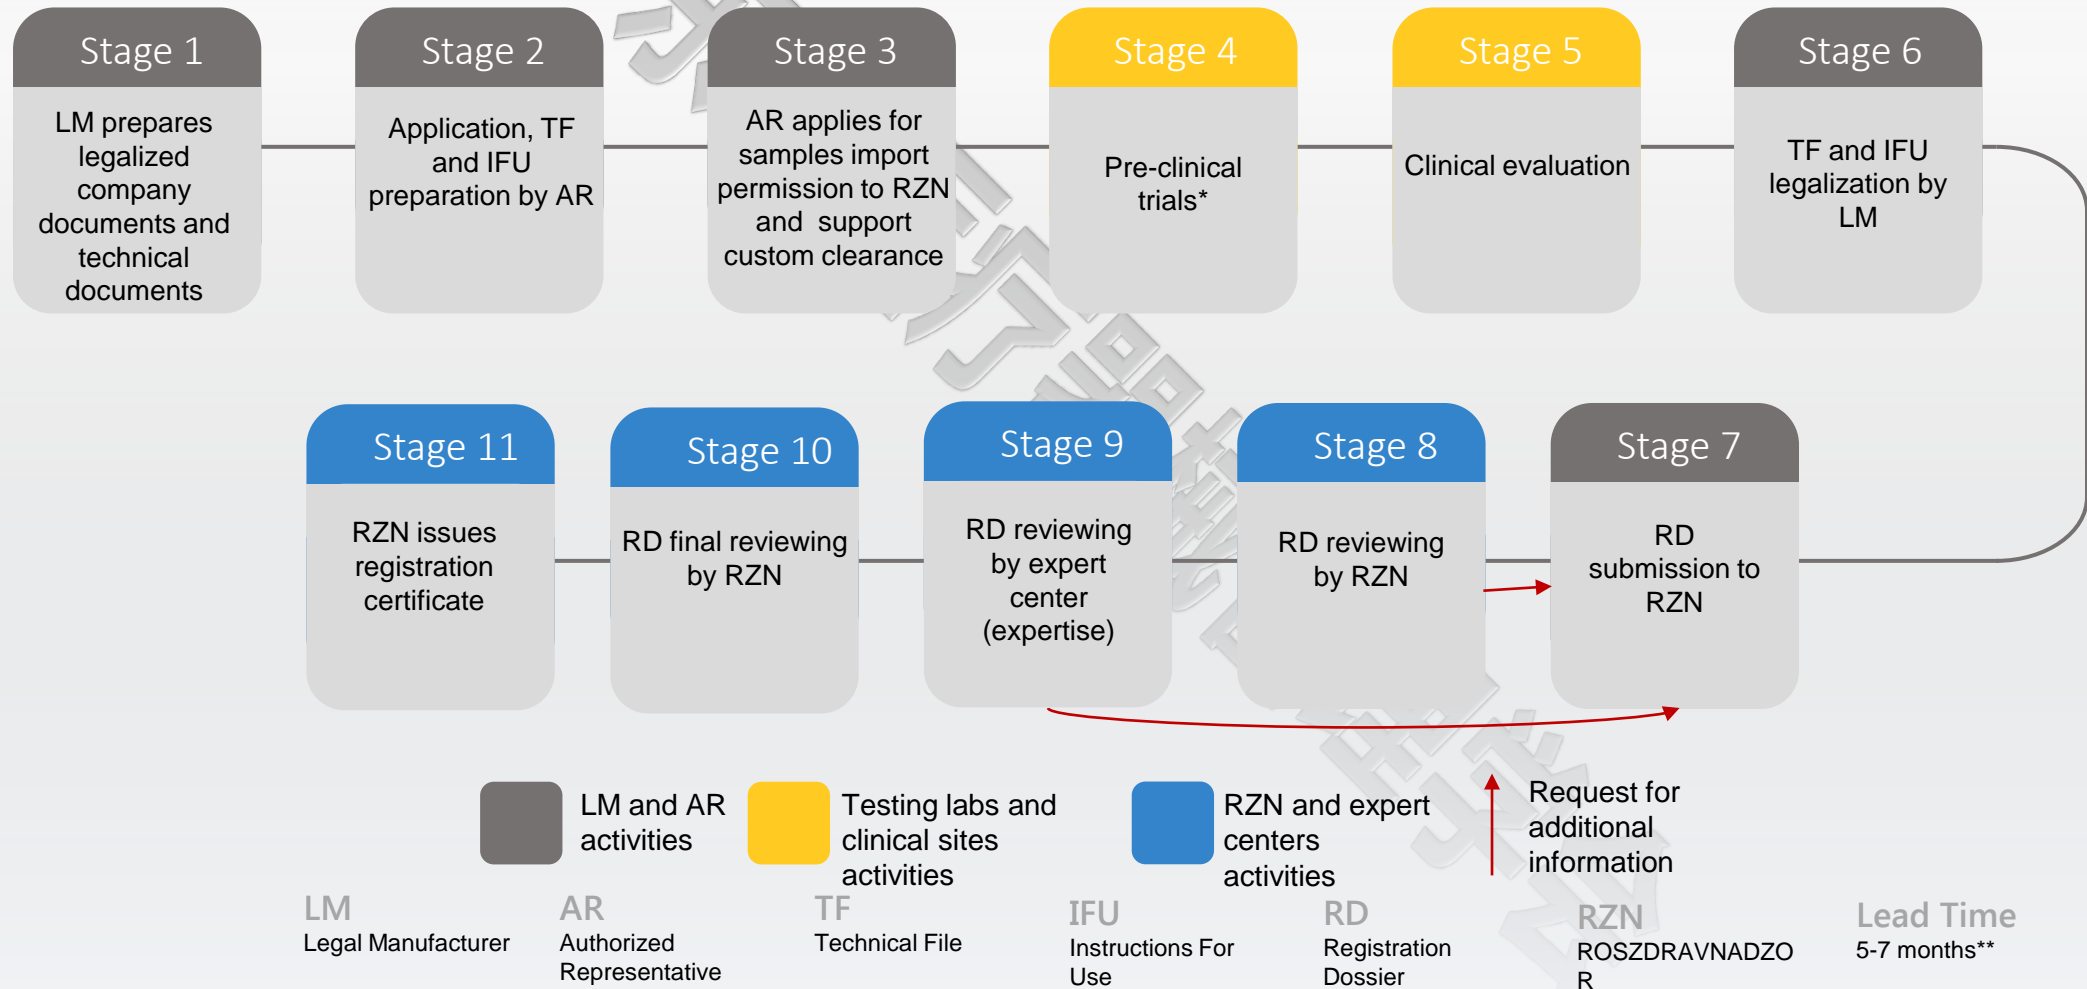 Stage 1
LM prepares
legalized
company
documents and
technical
documents
Stage 2
Application, TF
and IFU
preparation by AR
Stage 3
AR applies for
samples import
permission to RZN
and support
custom clearance
Stage 4
Pre-clinical
trials*
Stage 5
Clinical evaluation
Stage 6
TF and IFU
legalization by
LM
Stage 11
RZN issues
registration
certificate
Stage 10
RD final reviewing
by RZN
Stage 9
RD reviewing
by expert
center
(expertise)
Stage 8
RD reviewing
by RZN
Stage 7
RD
submission to
RZN
LM and AR
activities
Testing labs and
clinical sites
activities
RZN and expert
centers
activities
Request for
additional
information
LM
Legal Manufacturer
AR
Authorized
Representative
TF
Technical File
IFU
Instructions For
Use
RD
Registration
Dossier
RZN
ROSZDRAVNADZO
R
Lead Time
5-7 months**